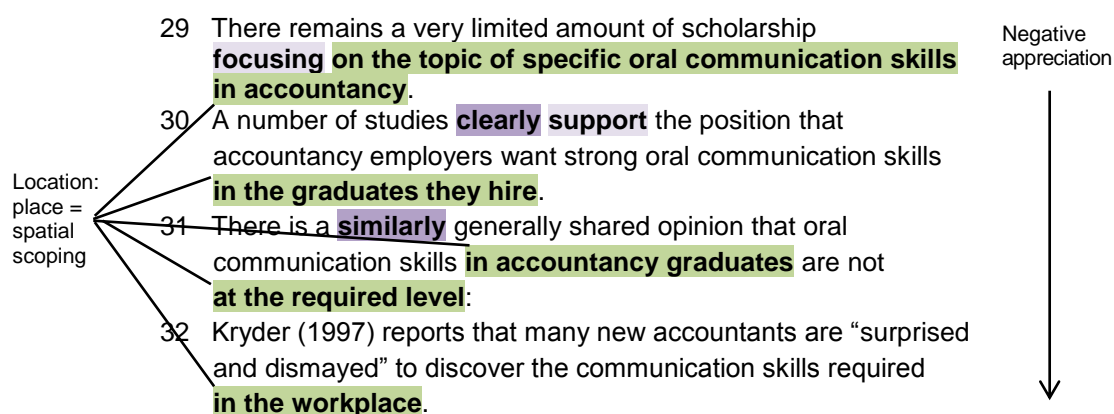 29 There remains a very limited amount of scholarship
focusing on the topic of specific oral communication skills
in accountancy.
30 A number of studies clearly support the position that
accountancy employers want strong oral communication skills
in the graduates they hire.
31 There is a similarly generally shared opinion that oral
communication skills in accountancy graduates are not
at the required level:
32 Kryder (1997) reports that many new accountants are “surprised
and dismayed” to discover the communication skills required
in the workplace.
Location:
place =
spatial
scoping
Negative
appreciation